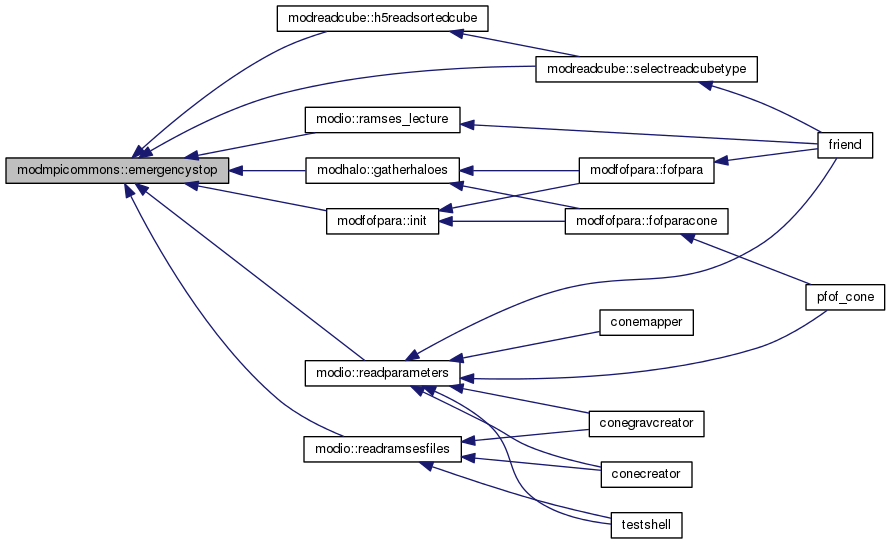 modreadcube::h5readsortedcube
modreadcube::selectreadcubetype
modio::ramses_lecture
friend
modmpicommons::emergencystop
modhalo::gatherhaloes
modfofpara::fofpara
modfofpara::init
modfofpara::fofparacone
pfof_cone
conemapper
modio::readparameters
conegravcreator
modio::readramsesfiles
conecreator
testshell